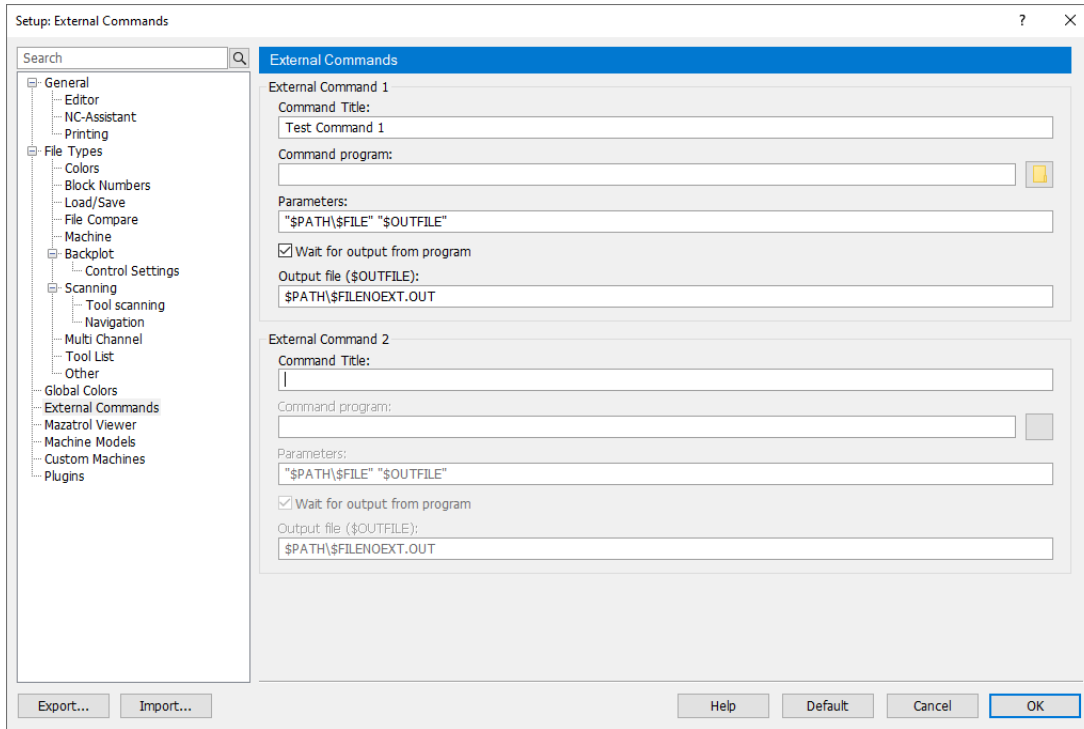 Setup: External Commands
?
Search
General
Editor
NC-Assistant
Printing
File Types
Colors
Block Numbers
Load/Save
File Compare
Machine
Backplot
Control Settings
Scanning
Tool scanning
Navigation
Multi Channel
Tool List
Other
Global Colors
External Commands
Mazatrol Viewer
Machine Models
Custom Machines
Plugins
External Commands
External Command 1
Command Title:
Test Command 1
Command program:
Parameters:
"$PATH\$FILE" "$OUTFILE"
Wait for output from program
Output file ($OUTFILE):
$PATH\$FILENOEXT.OUT
External Command 2
Command Title:
Command program:
Parameters:
"$PATH\$FILE" "$OUTFILE"
Wait for output from program
Output file ($OUTFILE):
$PATH\$FILENOEXT.OUT
Export... Import... Help Default Cancel OK